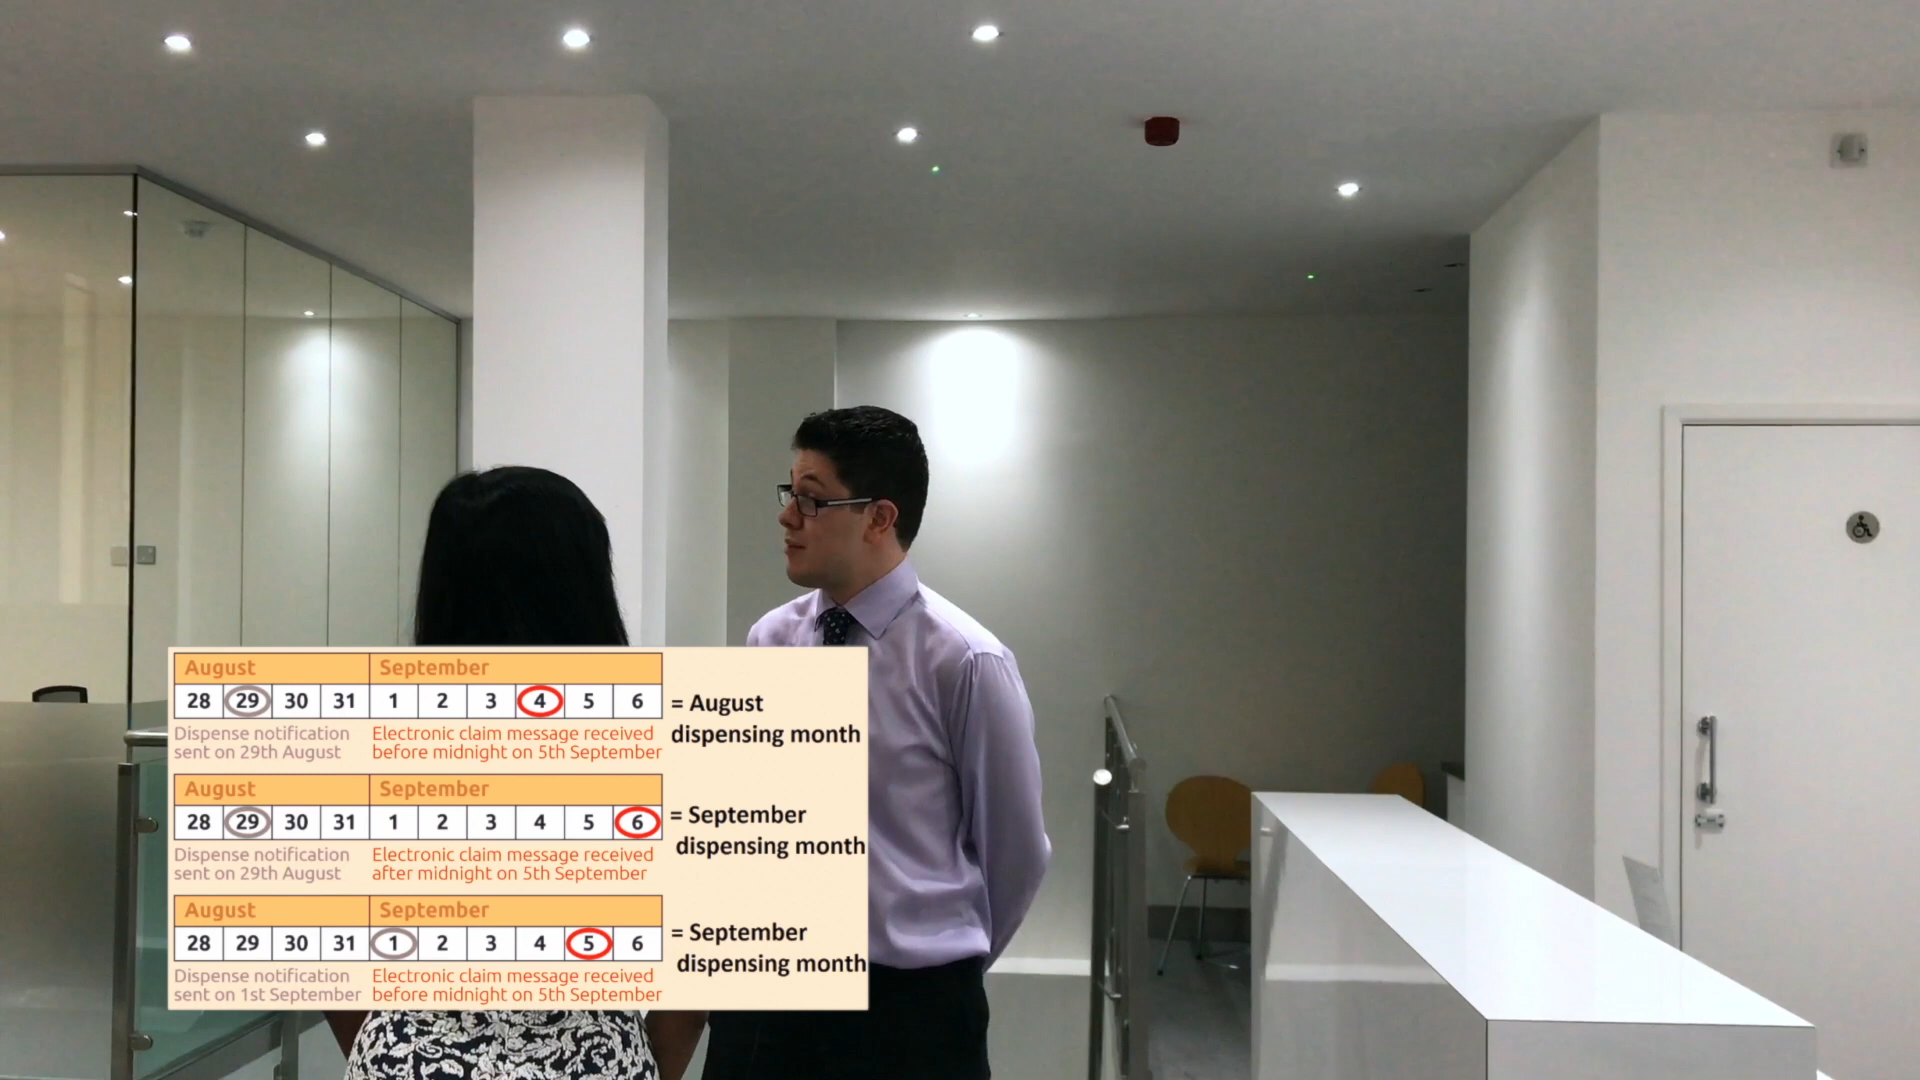 August September
28 29 30 31 1 2 3 4 5 6
= August
dispensing month
Dispense notification
sent on 29th August
Electronic claim message received
before midnight on 5th September
August September
28 29 30 31 1 2 3 4 5 6
= September
dispensing month
Dispense notification
sent on 29th August
Electronic claim message received
after midnight on 5th September
August September
28 29 30 31 1 2 3 4 5 6
= September
dispensing month
Dispense notification
sent on 1st September
Electronic claim message received
before midnight on 5th September